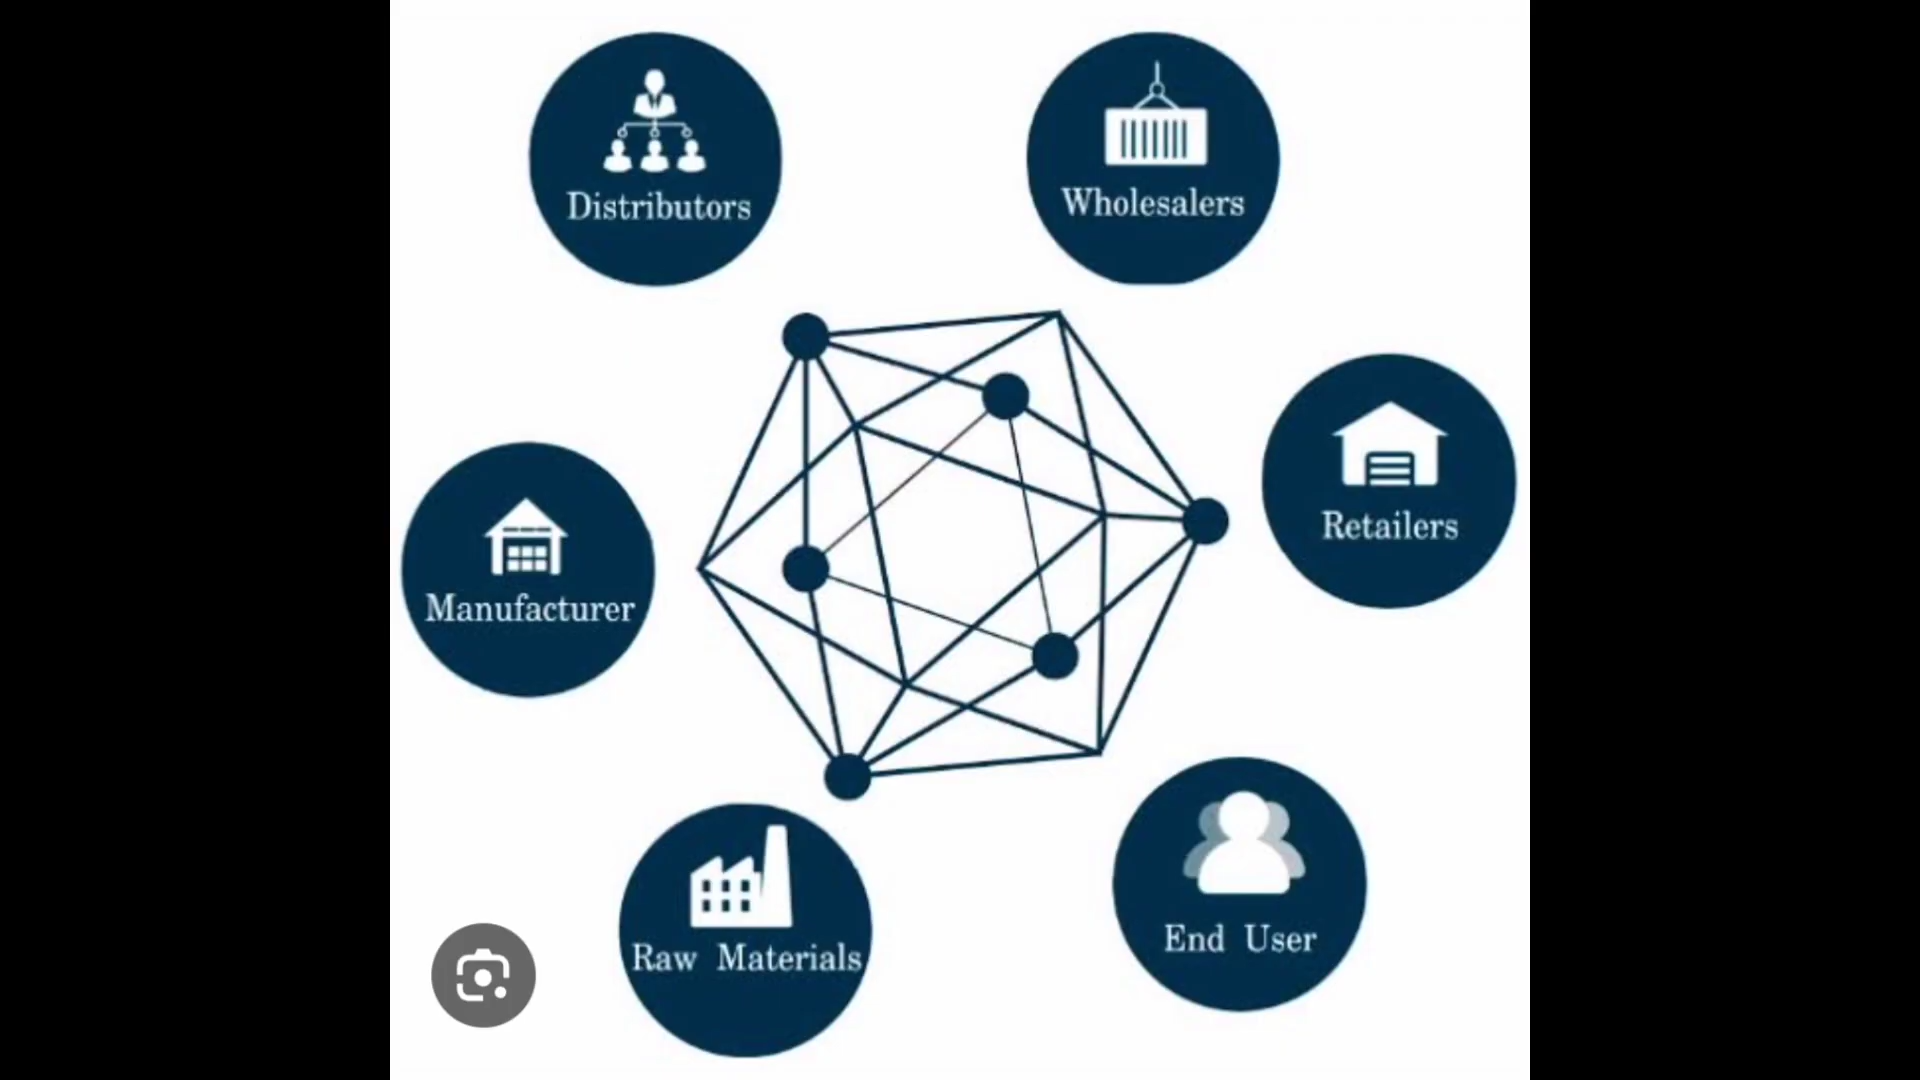 Distributors
Wholesalers
Retailers
Manufacturer
Raw Materials
End User